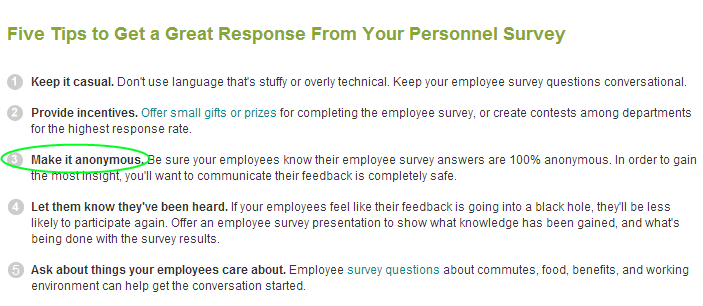 Five Tips to Get a Great Response From Your Personnel Survey
1 Keep it casual. Don't use language that's stuffy or overly technical. Keep your employee survey questions conversational.
2 Provide incentives. Offer small gifts or prizes for completing the employee survey, or create contests among departments
for the highest response rate.
3 Make it anonymous. Be sure your employees know their employee survey answers are 100% anonymous. In order to gain
the most insight, you'll want to communicate their feedback is completely safe.
4 Let them know they've been heard. If your employees feel like their feedback is going into a black hole, they'll be less
likely to participate again. Offer an employee survey presentation to show what knowledge has been gained, and what's
being done with the survey results.
5 Ask about things your employees care about. Employee survey questions about commutes, food, benefits, and working
environment can help get the conversation started.